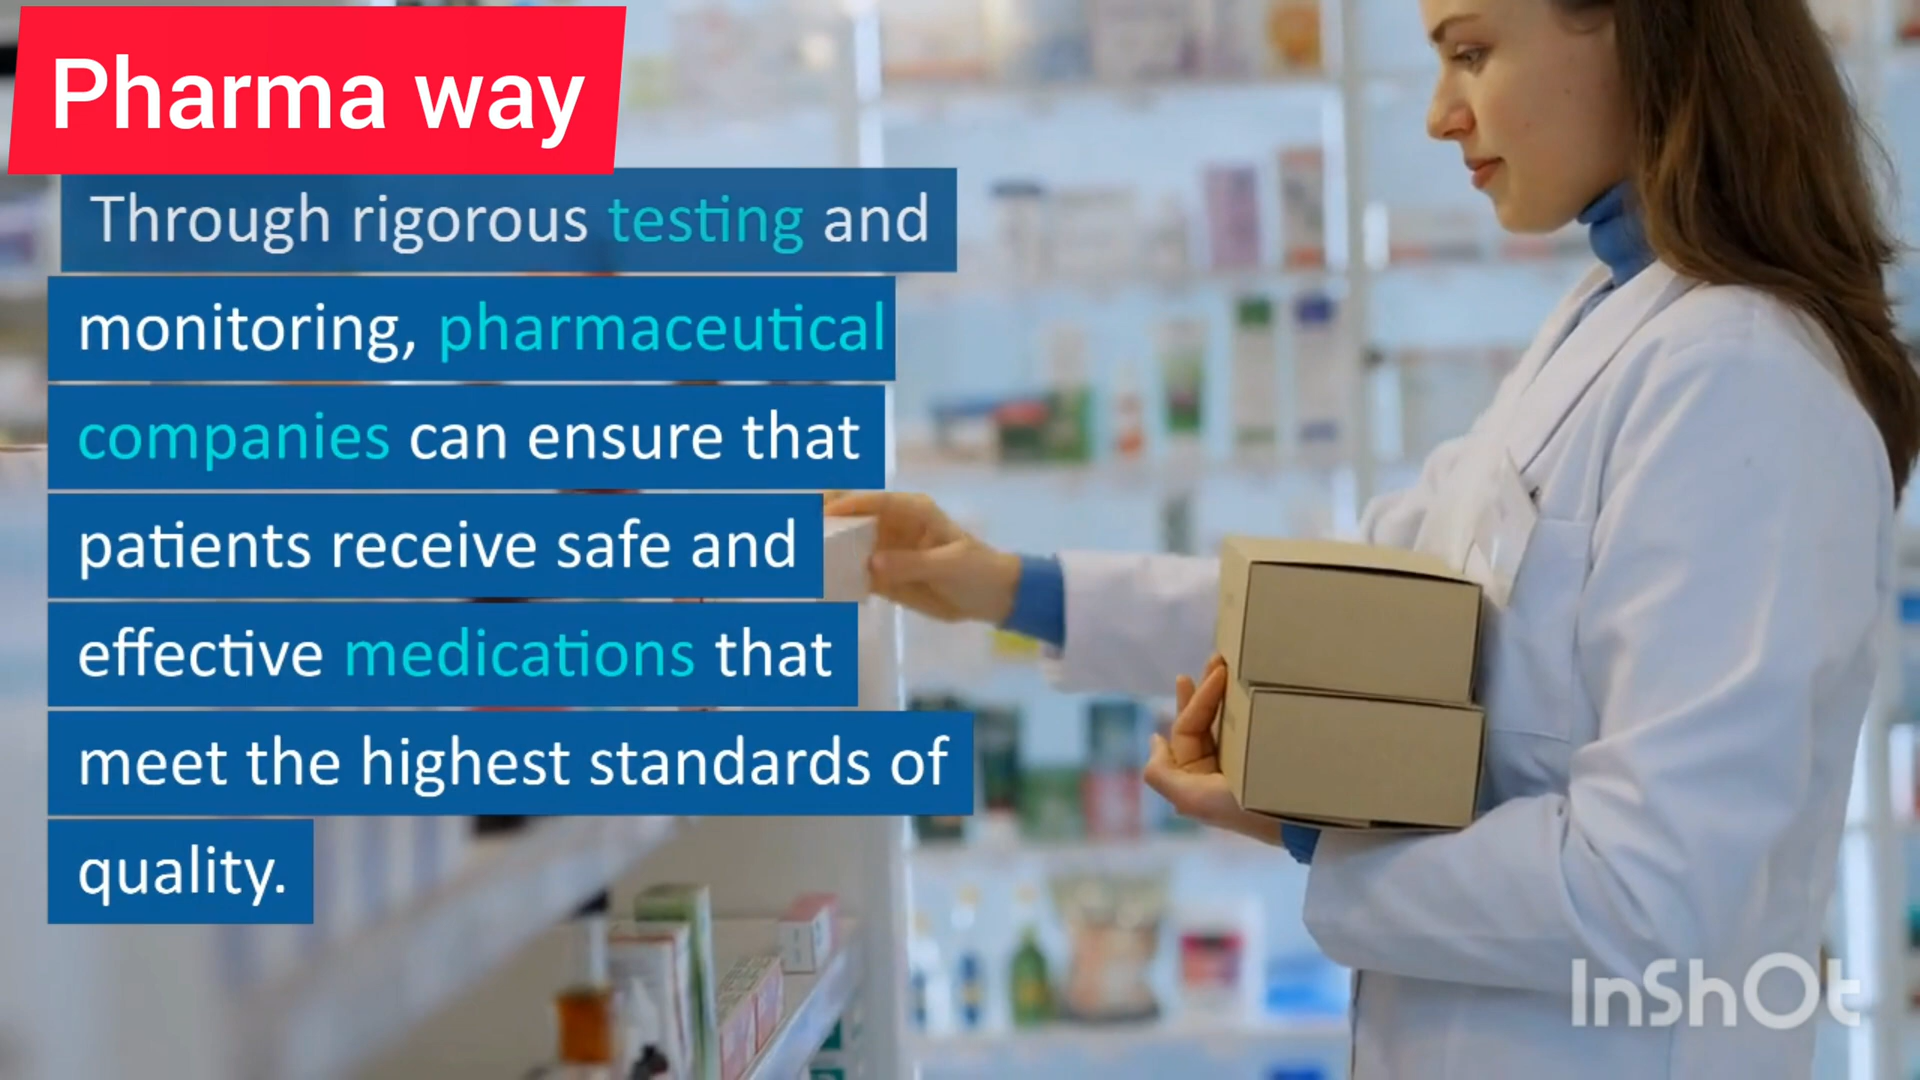 Pharma way
Through rigorous testing and
monitoring, pharmaceutical
companies can ensure that
patients receive safe and
effective medications that
meet the highest standards of
quality.
InShOt